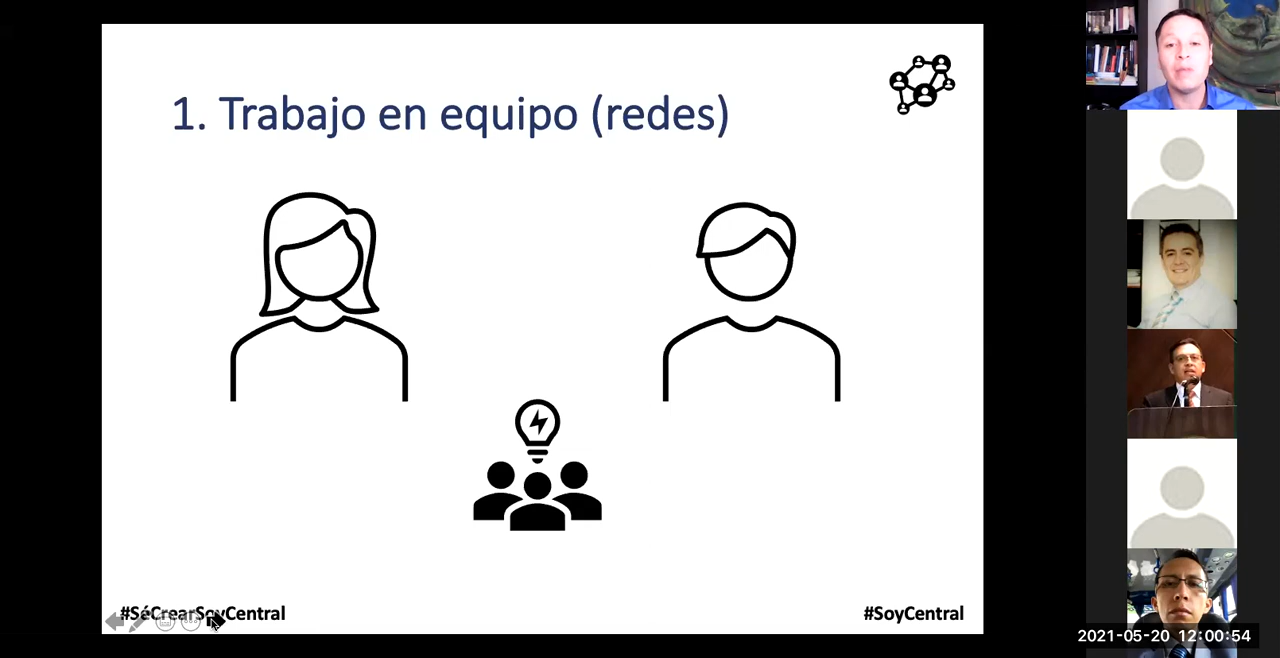 1. Trabajo en equipo (redes)
#SéCrearSoyCentral
#SoyCentral
2021-05-20 12:00:54